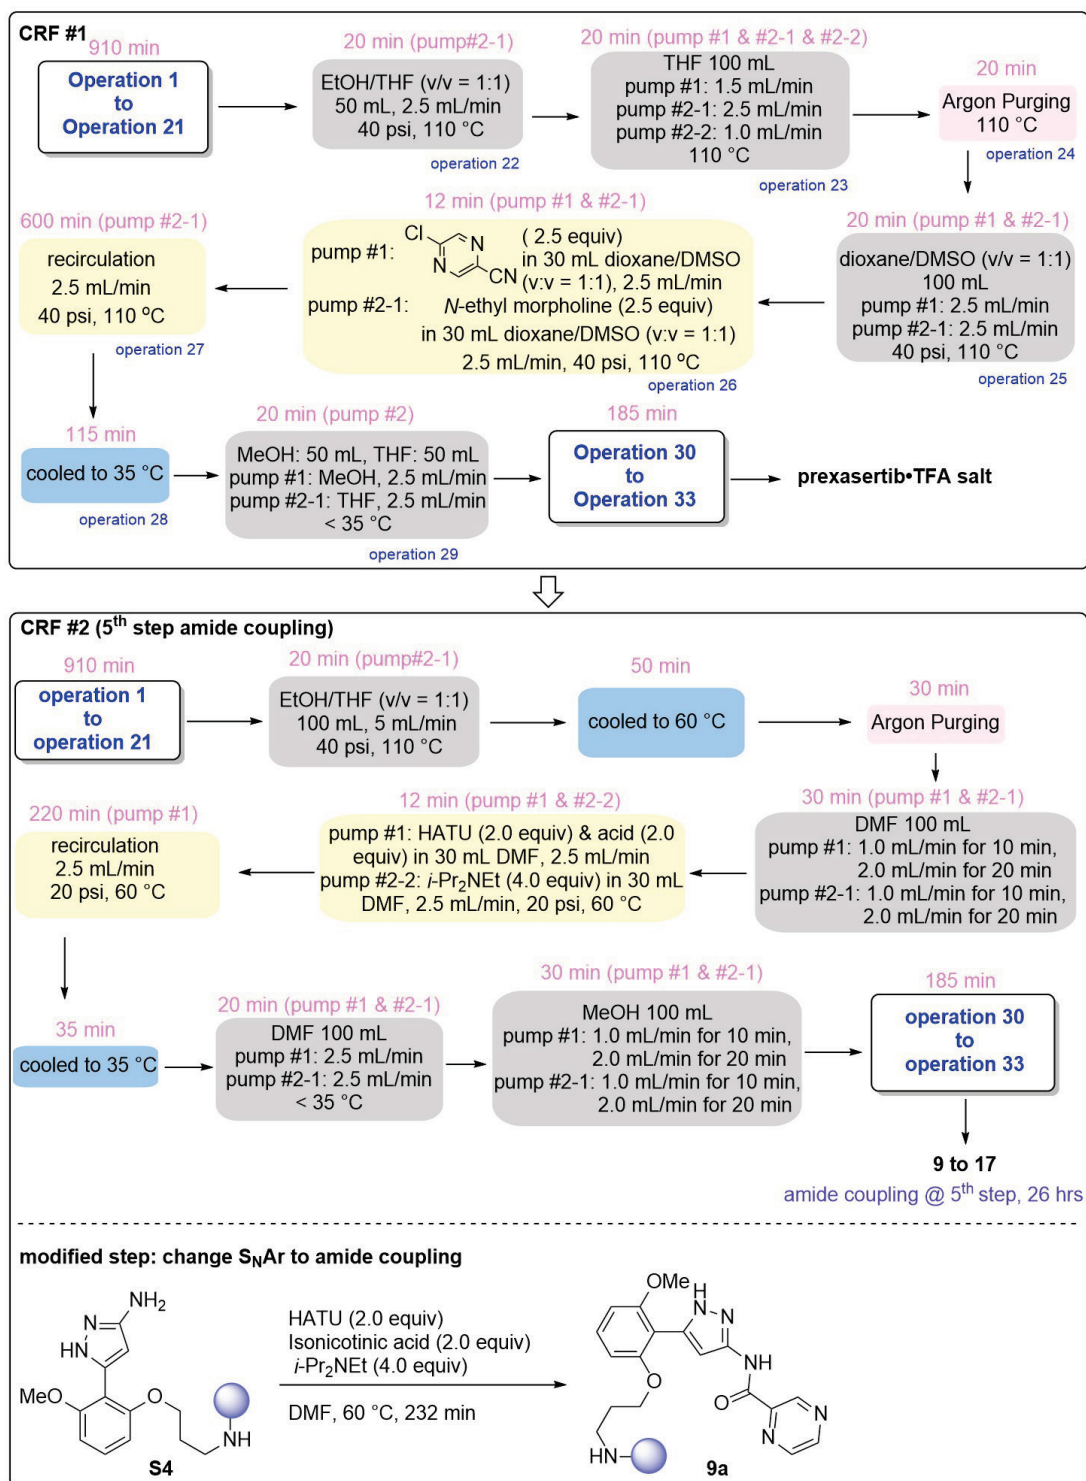 CRF #1
910 min
Operation 1
to
Operation 21
20 min (pump#2-1)
EtOH/THF (v/v = 1:1)
50 mL, 2.5 mL/min
40 psi, 110 °C
operation 22
20 min (pump #1 & #2-1 & #2-2)
THF 100 mL
pump #1: 1.5 mL/min
pump #2-1: 2.5 mL/min
pump #2-2: 1.0 mL/min
110 °C
operation 23
20 min
Argon Purging
110 °C
operation 24
20 min (pump #1 & #2-1)
dioxane/DMSO (v/v = 1:1)
100 mL
pump #1: 2.5 mL/min
pump #2-1: 2.5 mL/min
40 psi, 110 °C
operation 25
12 min (pump #1 & #2-1)
pump #1:
Cl
N
N
CN
( 2.5 equiv)
in 30 mL dioxane/DMSO
(v:v = 1:1), 2.5 mL/min
pump #2-1: N-ethyl morpholine (2.5 equiv)
in 30 mL dioxane/DMSO (v:v = 1:1)
2.5 mL/min, 40 psi, 110 °C
operation 26
600 min (pump #2-1)
recirculation
2.5 mL/min
40 psi, 110 °C
operation 27
115 min
cooled to 35 °C
operation 28
20 min (pump #2)
MeOH: 50 mL, THF: 50 mL
pump #1: MeOH, 2.5 mL/min
pump #2-1: THF, 2.5 mL/min
< 35 °C
operation 29
185 min
Operation 30
to
Operation 33
prexasertib•TFA salt
CRF #2 (5th step amide coupling)
910 min
operation 1
to
operation 21
20 min (pump#2-1)
EtOH/THF (v/v = 1:1)
100 mL, 5 mL/min
40 psi, 110 °C
50 min
cooled to 60 °C
30 min
Argon Purging
30 min (pump #1 & #2-1)
DMF 100 mL
pump #1: 1.0 mL/min for 10 min,
2.0 mL/min for 20 min
pump #2-1: 1.0 mL/min for 10 min,
2.0 mL/min for 20 min
12 min (pump #1 & #2-2)
pump #1: HATU (2.0 equiv) & acid (2.0
equiv) in 30 mL DMF, 2.5 mL/min
pump #2-2: i-Pr2NEt (4.0 equiv) in 30 mL
DMF, 2.5 mL/min, 20 psi, 60 °C
220 min (pump #1)
recirculation
2.5 mL/min
20 psi, 60 °C
35 min
cooled to 35 °C
20 min (pump #1 & #2-1)
DMF 100 mL
pump #1: 2.5 mL/min
pump #2-1: 2.5 mL/min
< 35 °C
30 min (pump #1 & #2-1)
MeOH 100 mL
pump #1: 1.0 mL/min for 10 min,
2.0 mL/min for 20 min
pump #2-1: 1.0 mL/min for 10 min,
2.0 mL/min for 20 min
185 min
operation 30
to
operation 33
9 to 17
amide coupling @ 5th step, 26 hrs
modified step: change SNAr to amide coupling
NH2
N
HN
MeO
O
NH
S4
HATU (2.0 equiv)
Isonicotinic acid (2.0 equiv)
i-Pr2NEt (4.0 equiv)
DMF, 60 °C, 232 min
OMe
H
N
N
NH
O
O
N
N
HN
9a